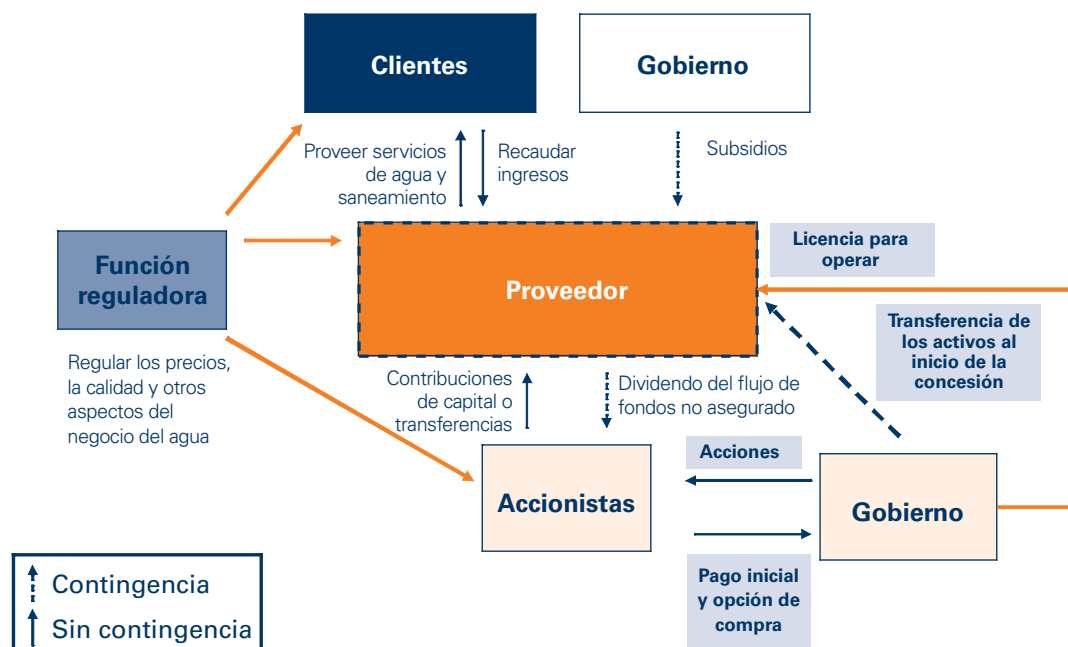 Clientes
Gobierno
Proveer servicios
de agua y
saneamiento
Recaudar
ingresos
Subsidios
Función
reguladora
Proveedor
Licencia para
operar
Transferencia de
los activos al
inicio de la
concesión
Regular los precios,
la calidad y otros
aspectos del
negocio del agua
Contribuciones
de capital o
transferencias
Dividendo del flujo de
fondos no asegurado
Accionistas
Acciones
Gobierno
Pago inicial
y opción de
compra
Contingencia
Sin contingencia